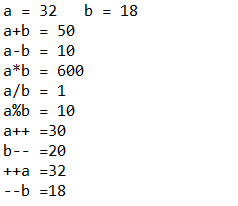 a = 32   b = 18
a+b = 50
a-b = 10
a*b = 600
a/b = 1
a%b = 10
a++ =30
b-- =20
++a =32
--b =18